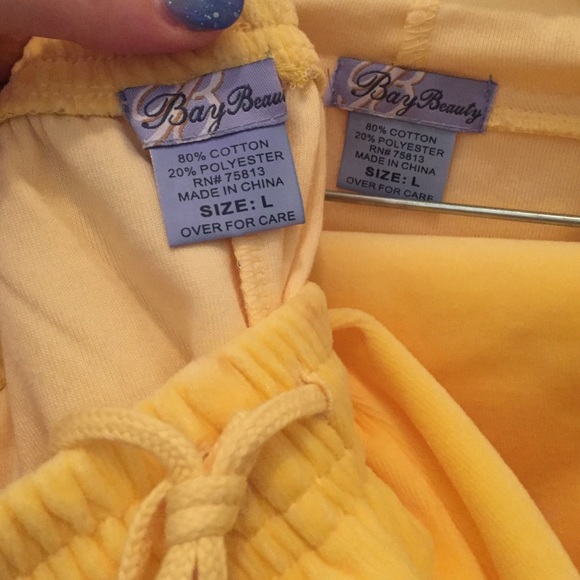 Bay Beau
80% COTTON
20% POLYESTER
RN# 75813
MADE IN CHINA
SIZE: L
OVER FOR CARE
Bay Beauty
80% COTTON
20% POLYESTER
RN# 75813
MADE IN CHINA
SIZE: L
OVER FOR CARE